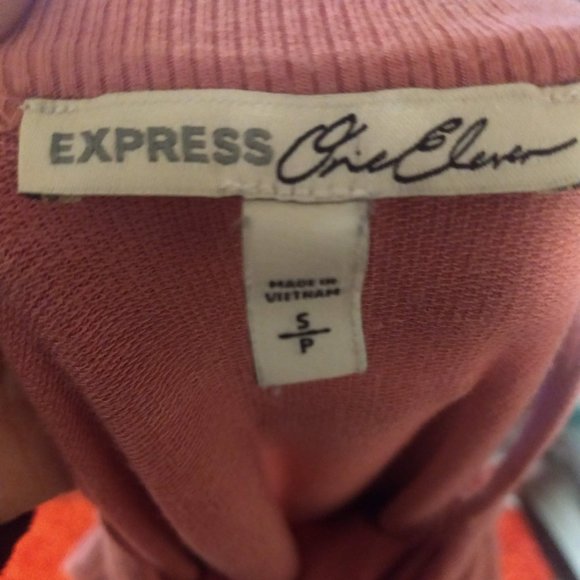 EXPRESS One Eleven
MADE IN
VIETNAM
S
P